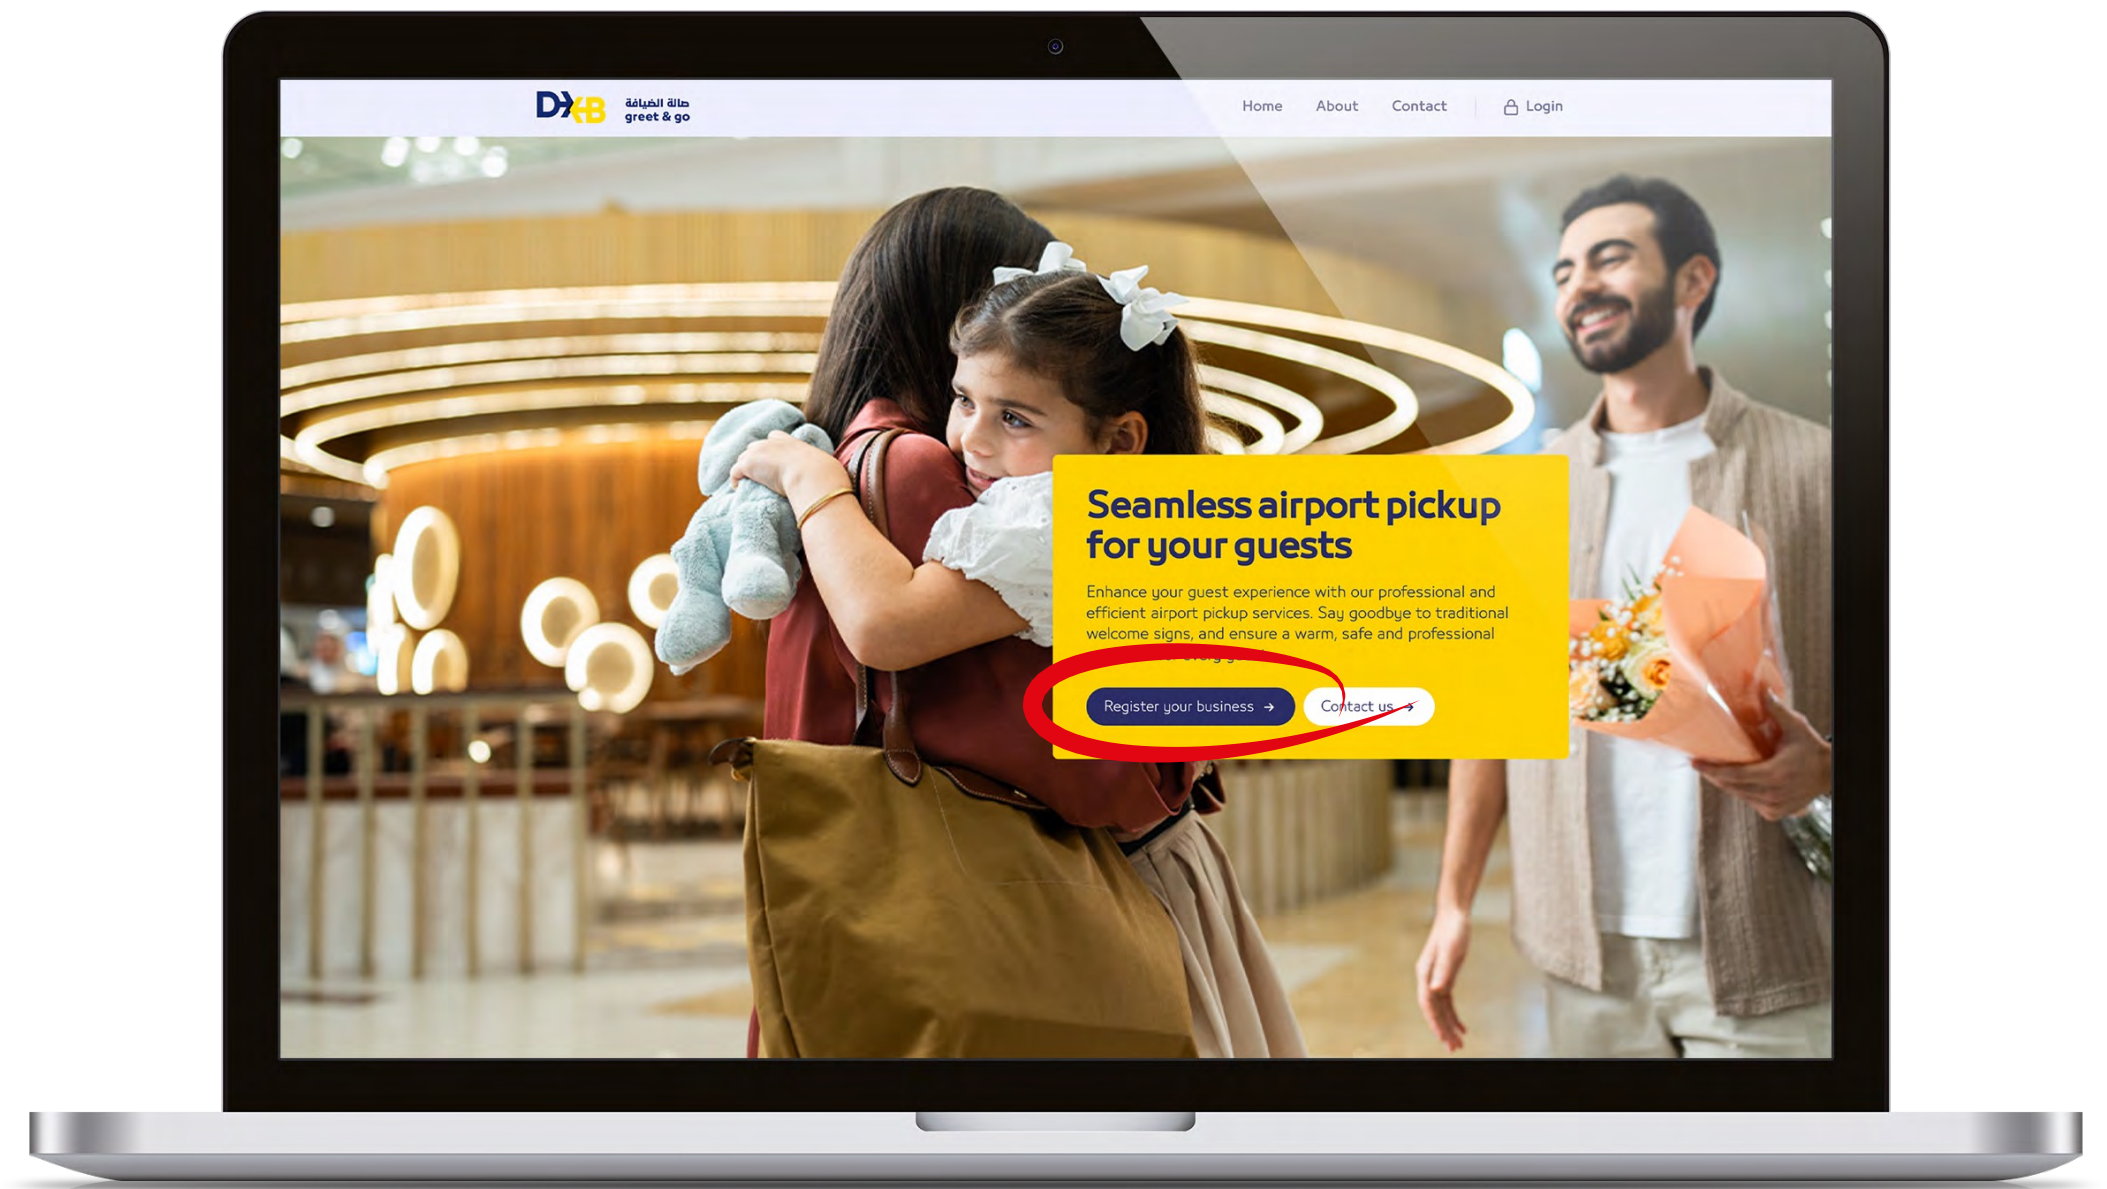 DXB
صالة الضيافة
greet & go
Home About Contact Login
Seamless airport pickup
for your guests
Enhance your guest experience with our professional and
efficient airport pickup services. Say goodbye to traditional
welcome signs, and ensure a warm, safe and professional
Register your business → Contact us →